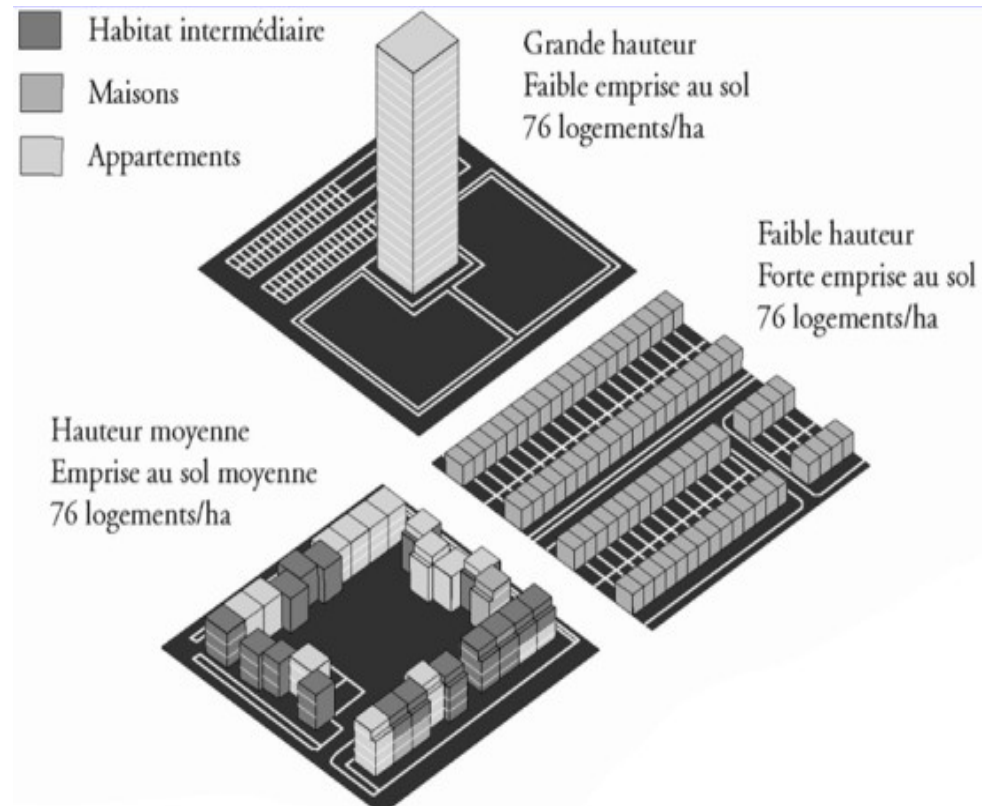 Habitat intermédiaire
Maisons
Appartements
Grande hauteur
Faible emprise au sol
76 logements/ha
Faible hauteur
Forte emprise au sol
76 logements/ha
Hauteur moyenne
Emprise au sol moyenne
76 logements/ha